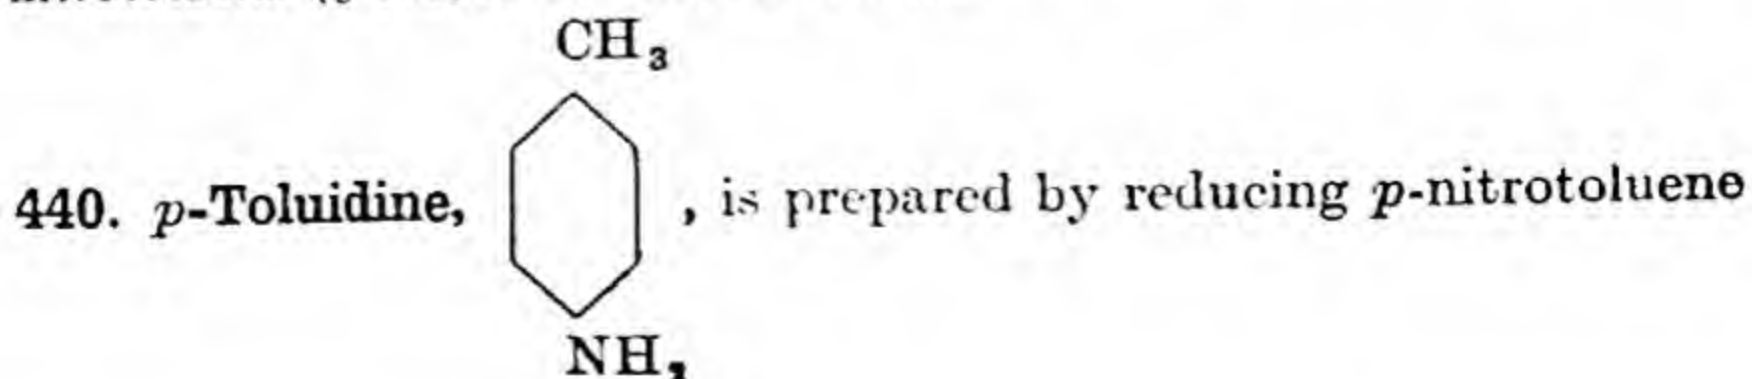 CH₃
440. p-Toluidine, , is prepared by reducing p-nitrotoluene
NH₂